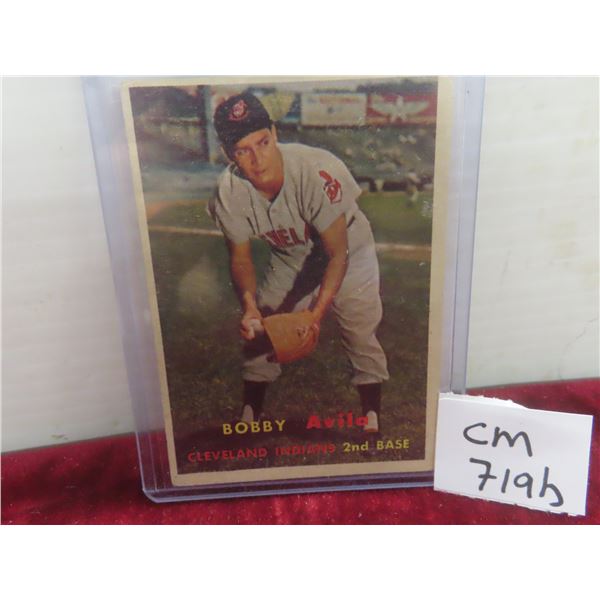 BOBBY Avila
CLEVELAND INDIANS 2nd BASE
CM
719b